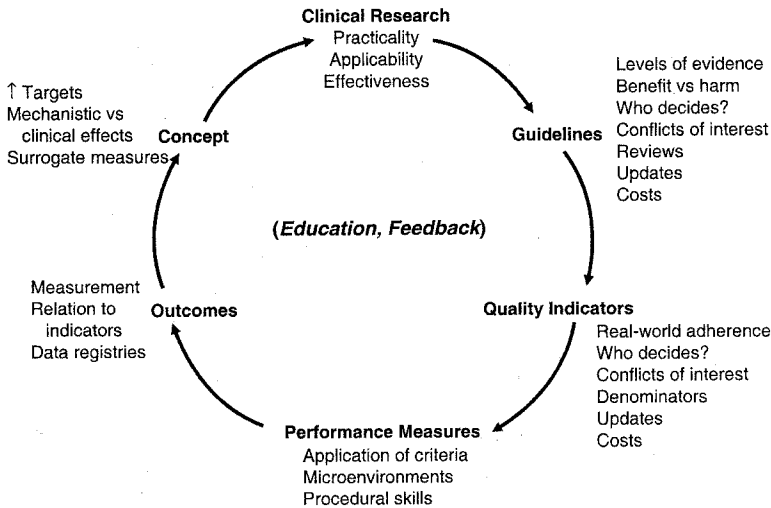 Clinical Research
Practicality
Applicability
Effectiveness
Levels of evidence
Benefit vs harm
Who decides?
Conflicts of interest
Reviews
Updates
Costs
Guidelines
Quality Indicators
Real-world adherence
Who decides?
Conflicts of interest
Denominators
Updates
Costs
Performance Measures
Application of criteria
Microenvironments
Procedural skills
Outcomes
Measurement
Relation to
indicators
Data registries
Concept
↑ Targets
Mechanistic vs
clinical effects
Surrogate measures
(Education, Feedback)